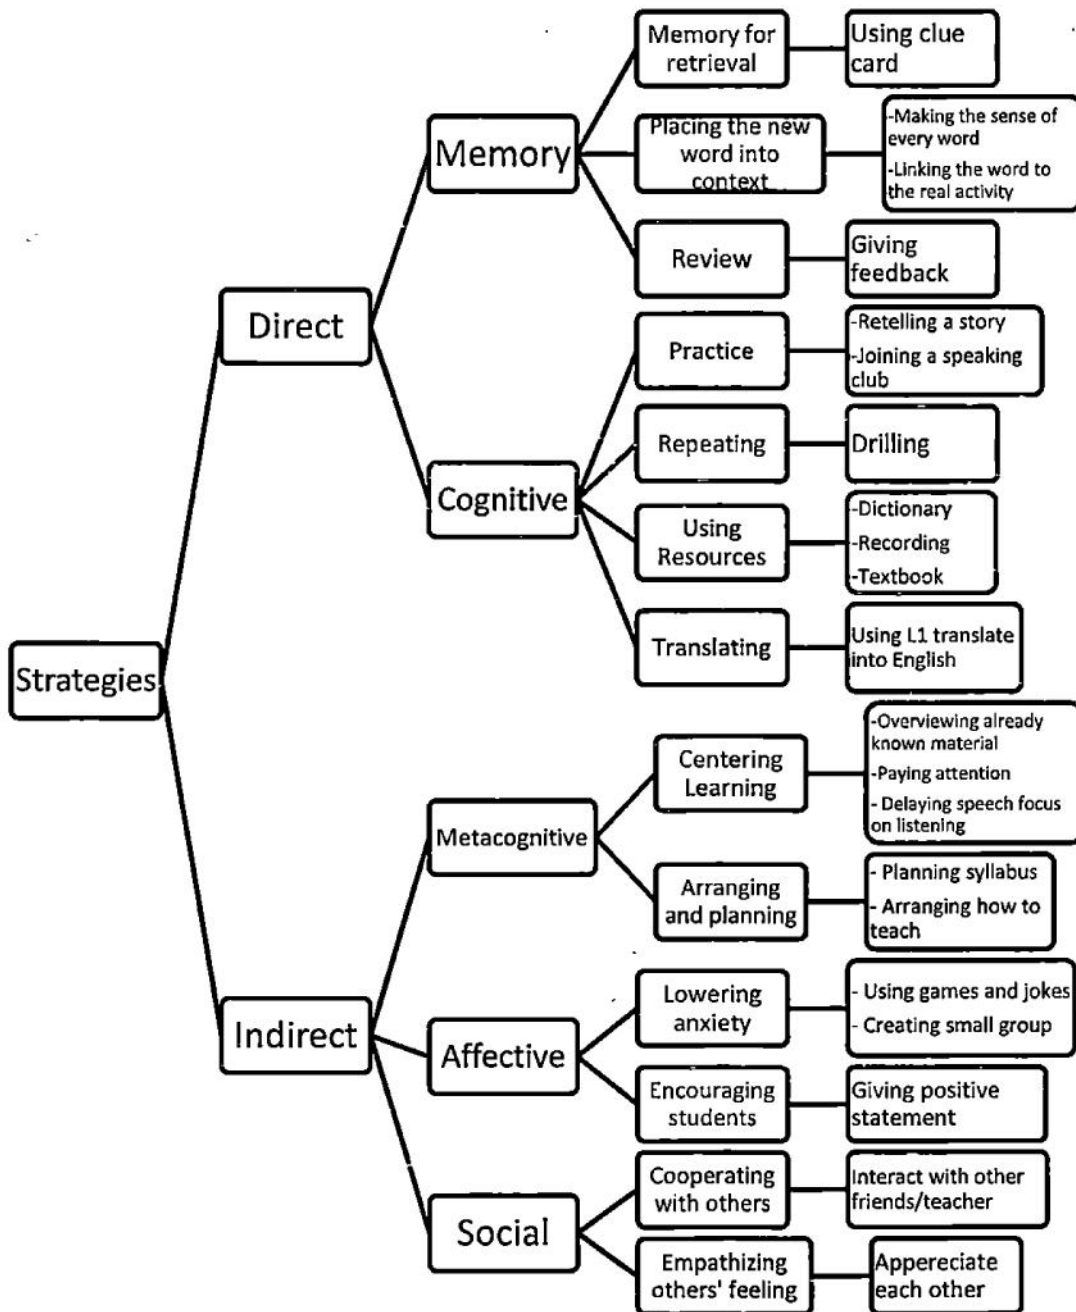 Strategies
Direct
Memory
Memory for
retrieval
Using clue
card
Placing the new
word into
context
-Making the sense of
every word
-Linking the word to
the real activity
Review
Giving
feedback
Cognitive
Practice
-Retelling a story
-Joining a speaking
club
Repeating
Drilling
Using
Resources
-Dictionary
-Recording
-Textbook
Translating
Using L1 translate
into English
Indirect
Metacognitive
Centering
Learning
-Overviewing already
known material
-Paying attention
- Delaying speech focus
on listening
Arranging
and planning
- Planning syllabus
- Arranging how to
teach
Affective
Lowering
anxiety
- Using games and jokes
- Creating small group
Encouraging
students
Giving positive
statement
Social
Cooperating
with others
Interact with other
friends/teacher
Empathizing
others' feeling
Appereciate
each other